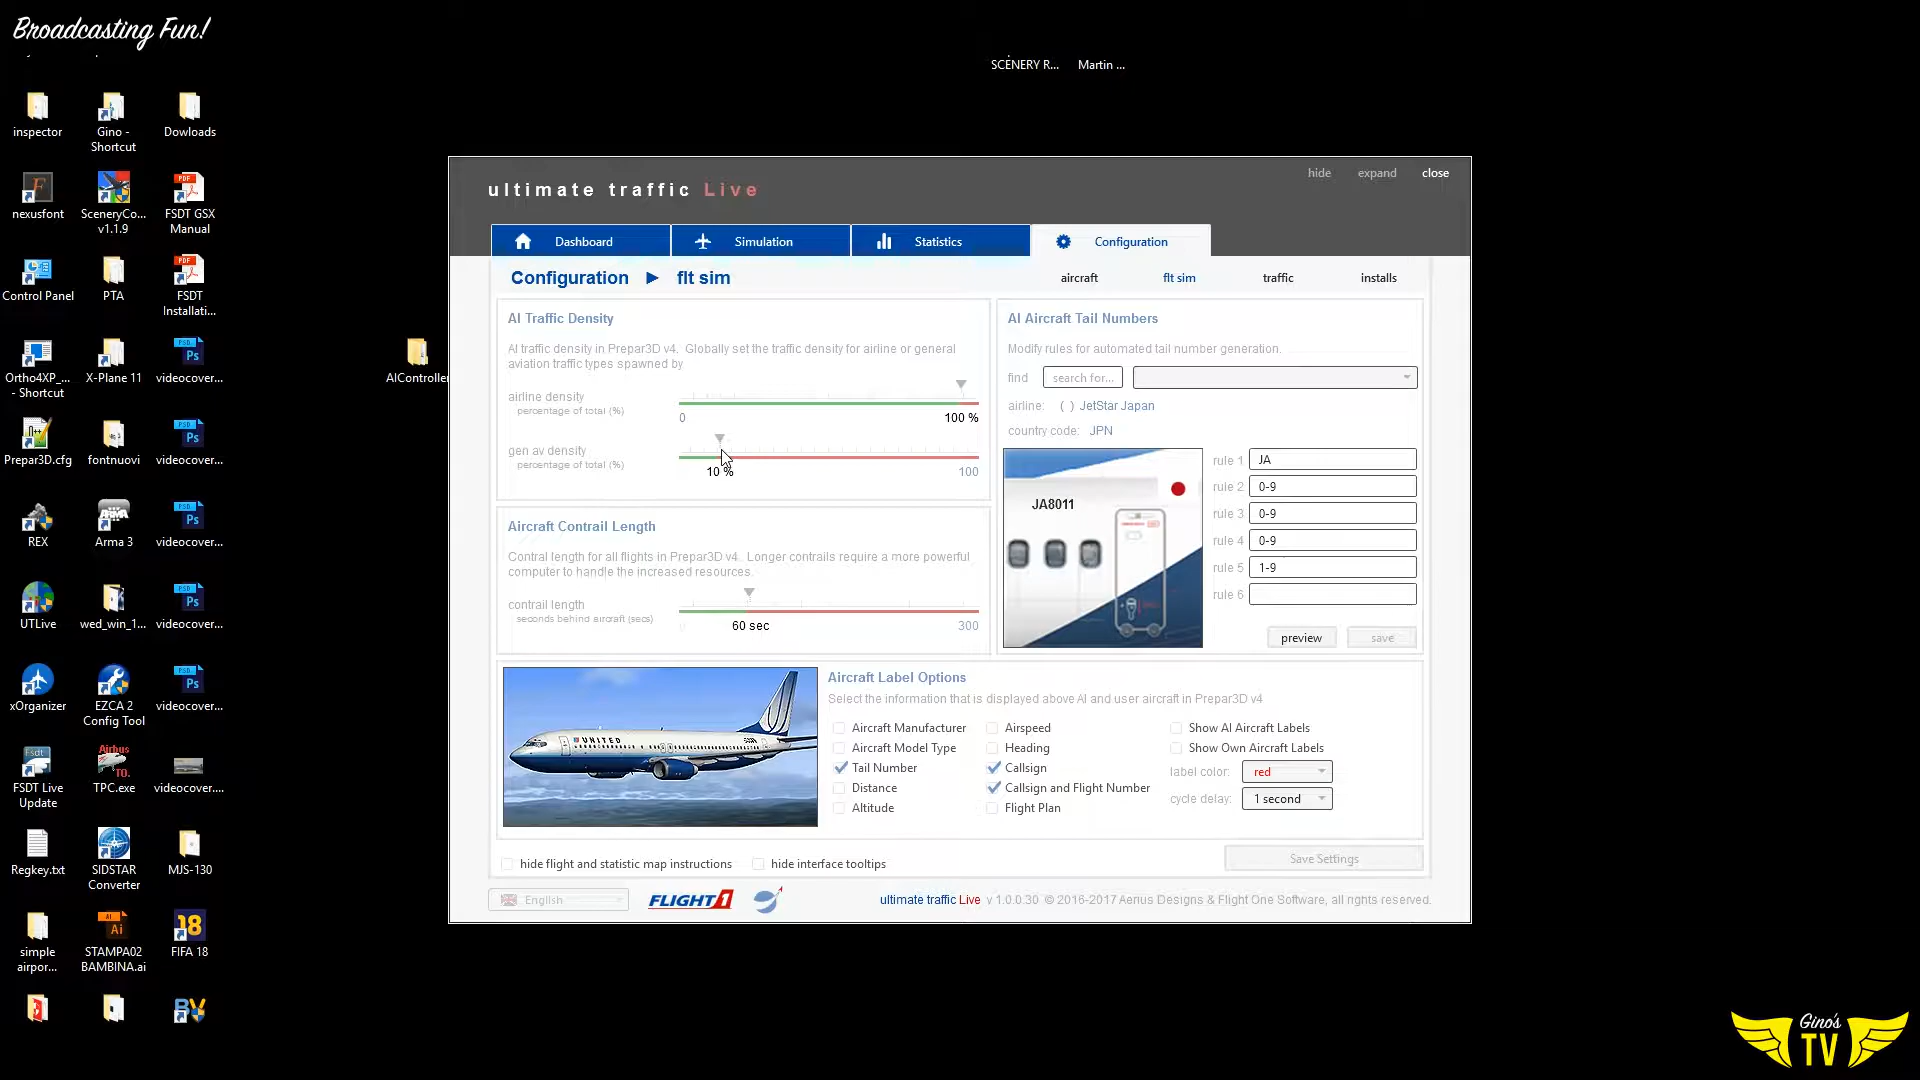 Broadcasting Fun!
SCENERY R...
Martin ...
inspector
Gino -
Shortcut
Dowloads
nexusfont
SceneryCo...
v1.1.9
FSDT GSX
Manual
Control Panel
PTA
FSDT
Installati...
Ortho4XP_...
- Shortcut
X-Plane 11
videocover...
AIController
Prepar3D.cfg
fontnuovi
videocover...
REX
Arma 3
videocover...
UTLive
wed_win_1...
videocover...
xOrganizer
EZCA 2
Config Tool
videocover...
FSDT Live
Update
TPC.exe
videocover....
Regkey.txt
SIDSTAR
Converter
MJS-130
simple
airpor...
STAMPA02
BAMBINA.ai
FIFA 18
ultimate traffic Live
hide
expand
close
Dashboard
Simulation
Statistics
Configuration
Configuration ► flt sim
aircraft
flt sim
traffic
installs
AI Traffic Density
AI traffic density in Prepar3D v4. Globally set the traffic density for airline or general
aviation traffic types spawned by
airline density
percentage of total (%)
0
100 %
gen av density
percentage of total (%)
10 %
100
Aircraft Contrail Length
Contral length for all flights in Prepar3D v4. Longer contrails require a more powerful
computer to handle the increased resources.
contrail length
seconds behind aircraft (secs)
0
60 sec
300
AI Aircraft Tail Numbers
Modify rules for automated tail number generation.
find
search for...
airline: ( ) JetStar Japan
country code: JPN
JA8011
rule 1 JA
rule 2 0-9
rule 3 0-9
rule 4 0-9
rule 5 1-9
rule 6
preview
save
UNITED
Aircraft Label Options
Select the information that is displayed above AI and user aircraft in Prepar3D v4
Aircraft Manufacturer
Airspeed
Show AI Aircraft Labels
Aircraft Model Type
Heading
Show Own Aircraft Labels
Tail Number
Callsign
label color: red
Distance
Callsign and Flight Number
cycle delay: 1 second
Altitude
Flight Plan
hide flight and statistic map instructions
hide interface tooltips
Save Settings
English
FLIGHT1
ultimate traffic Live v 1.0.0.30 © 2016-2017 Aerius Designs & Flight One Software, all rights reserved.
Gino's
TV